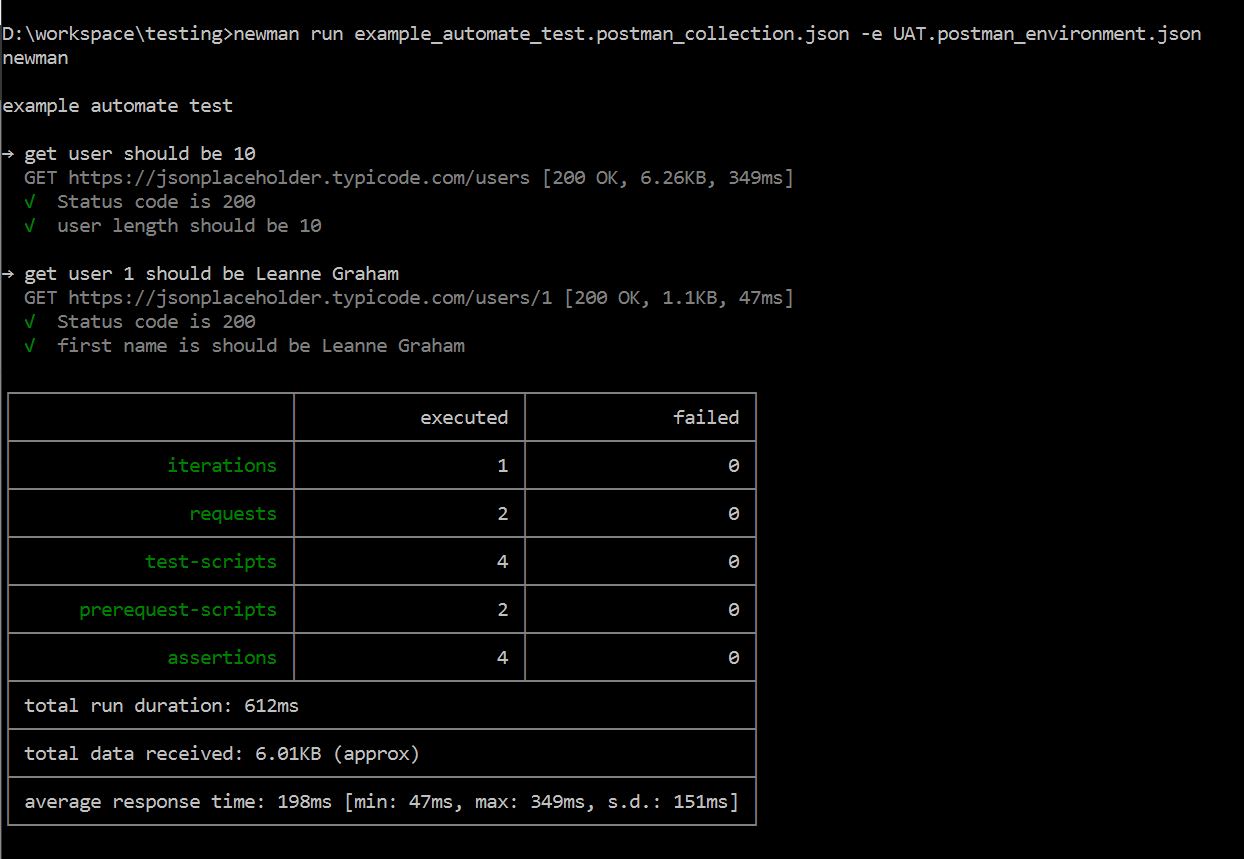 D:\workspace\testing>newman run example_automate_test.postman_collection.json -e UAT.postman_environment.json
newman
example automate test
→ get user should be 10
GET https://jsonplaceholder.typicode.com/users [200 OK, 6.26KB, 349ms]
√ Status code is 200
√ user length should be 10
→ get user 1 should be Leanne Graham
GET https://jsonplaceholder.typicode.com/users/1 [200 OK, 1.1KB, 47ms]
√ Status code is 200
√ first name is should be Leanne Graham
executed failed
iterations 1 0
requests 2 0
test-scripts 4 0
prerequest-scripts 2 0
assertions 4 0
total run duration: 612ms
total data received: 6.01KB (approx)
average response time: 198ms [min: 47ms, max: 349ms, s.d.: 151ms]